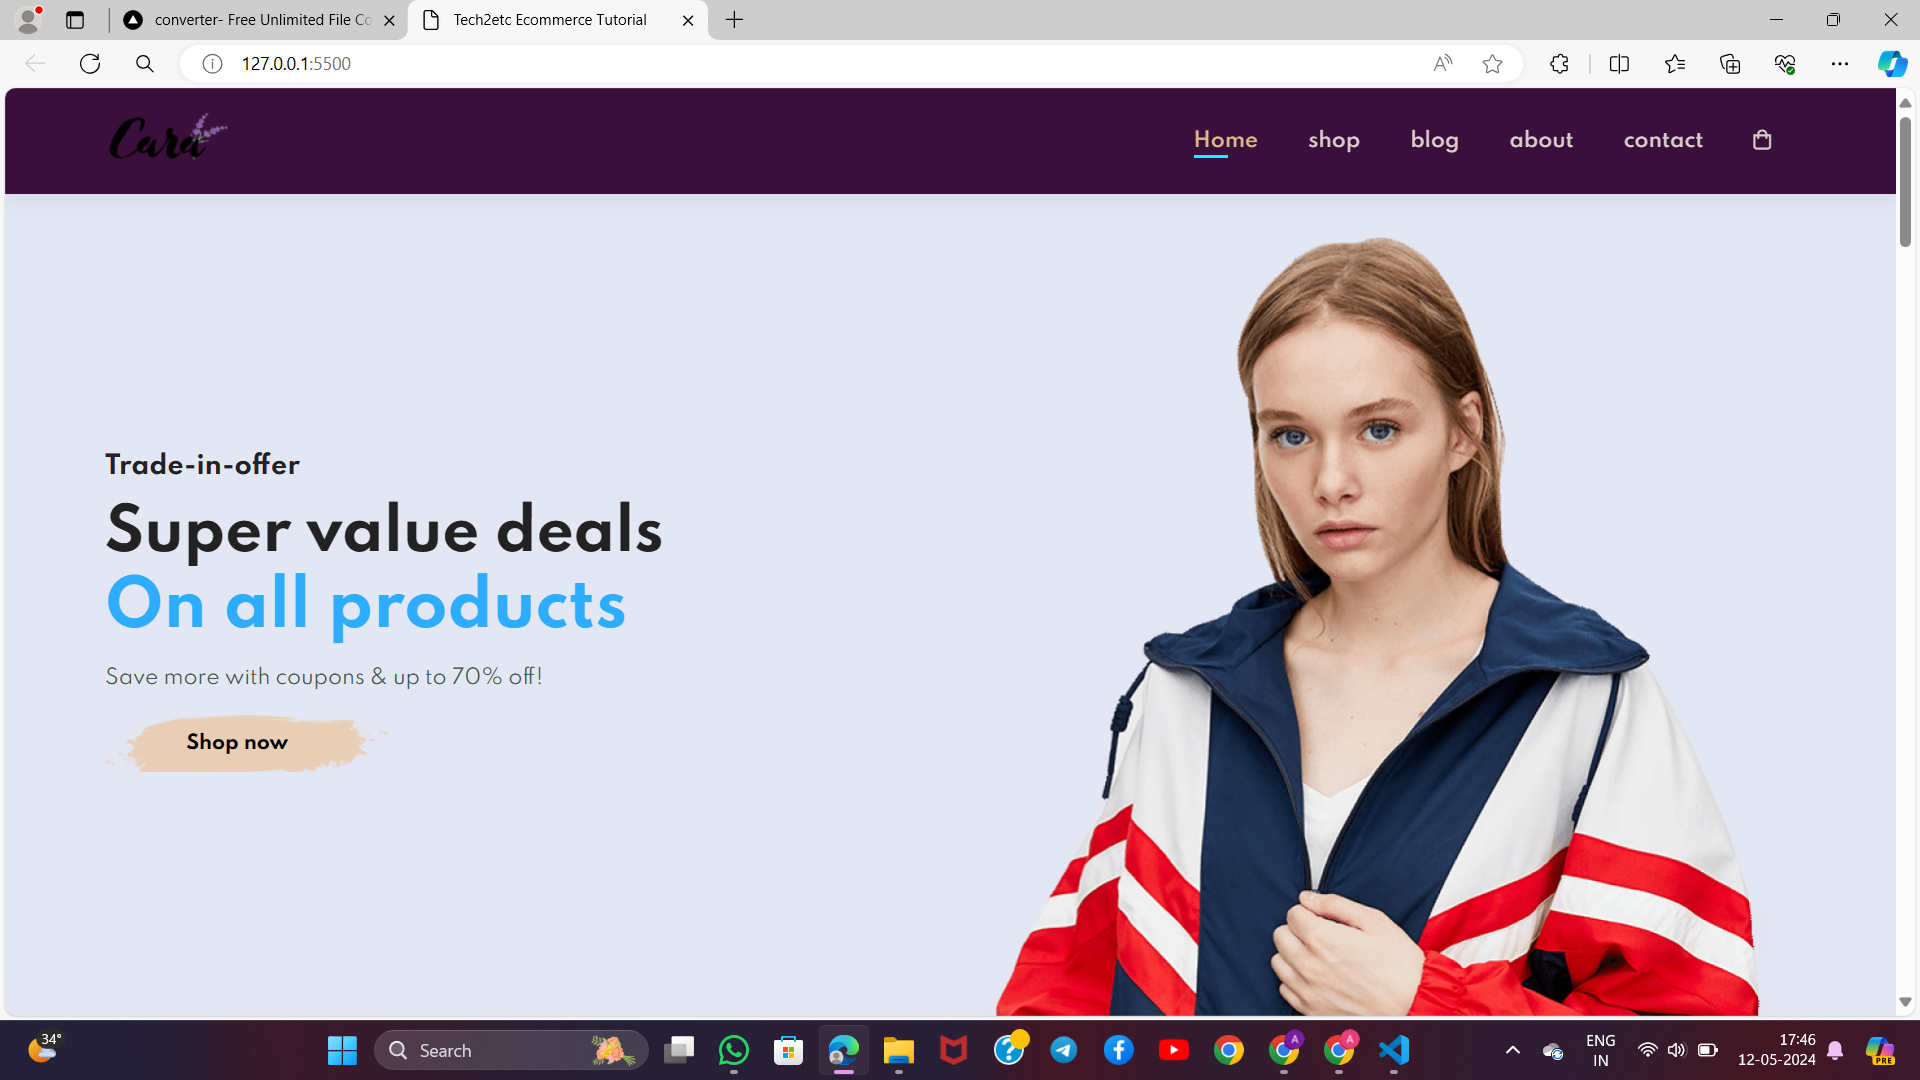 converter- Free Unlimited File Co
Tech2etc Ecommerce Tutorial
127.0.0.1:5500
Cara
Home
shop
blog
about
contact
Trade-in-offer
Super value deals
On all products
Save more with coupons & up to 70% off!
Shop now
34°
Search
A
A
ENG
IN
17:46
12-05-2024
PRE